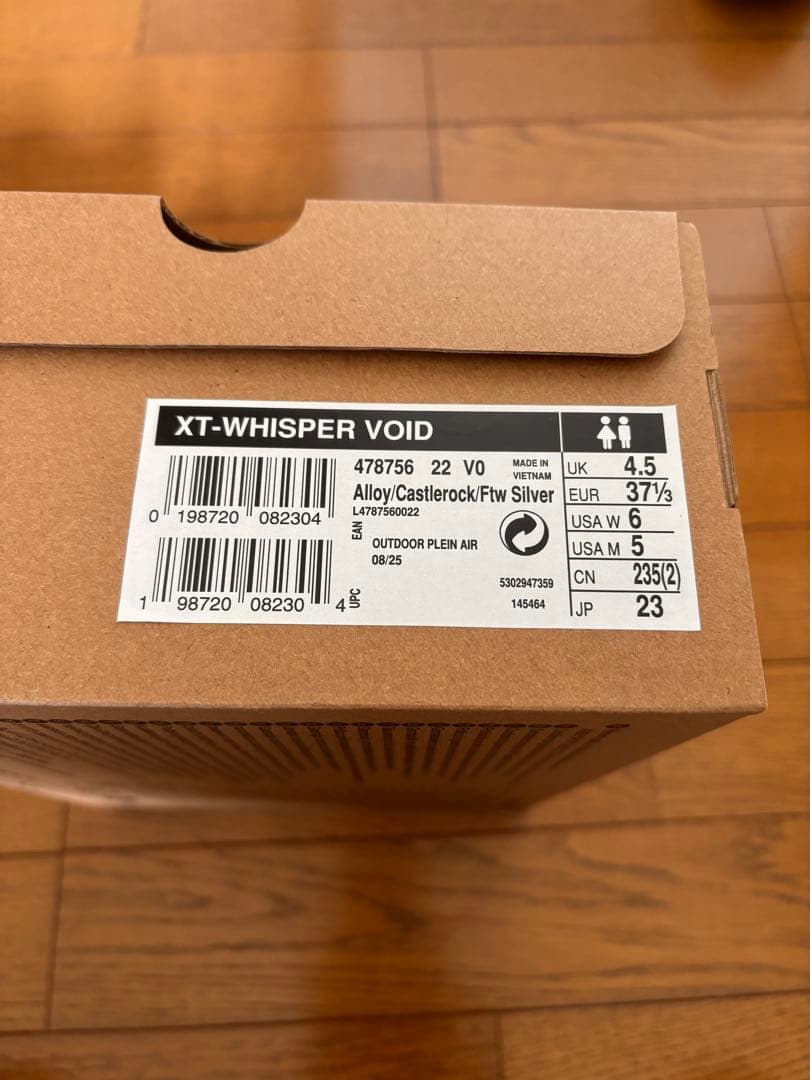 XT-WHISPER VOID
478756 22 V0
MADE IN
VIETNAM
Alloy/Castlerock/Ftw Silver
L4787560022
0 198720 082304
EAN
OUTDOOR PLEIN AIR
08/25
5302947359
145464
1 98720 08230 4
UPC
UK 4.5
EUR 37⅓
USA W 6
USA M 5
CN 235(2)
JP 23